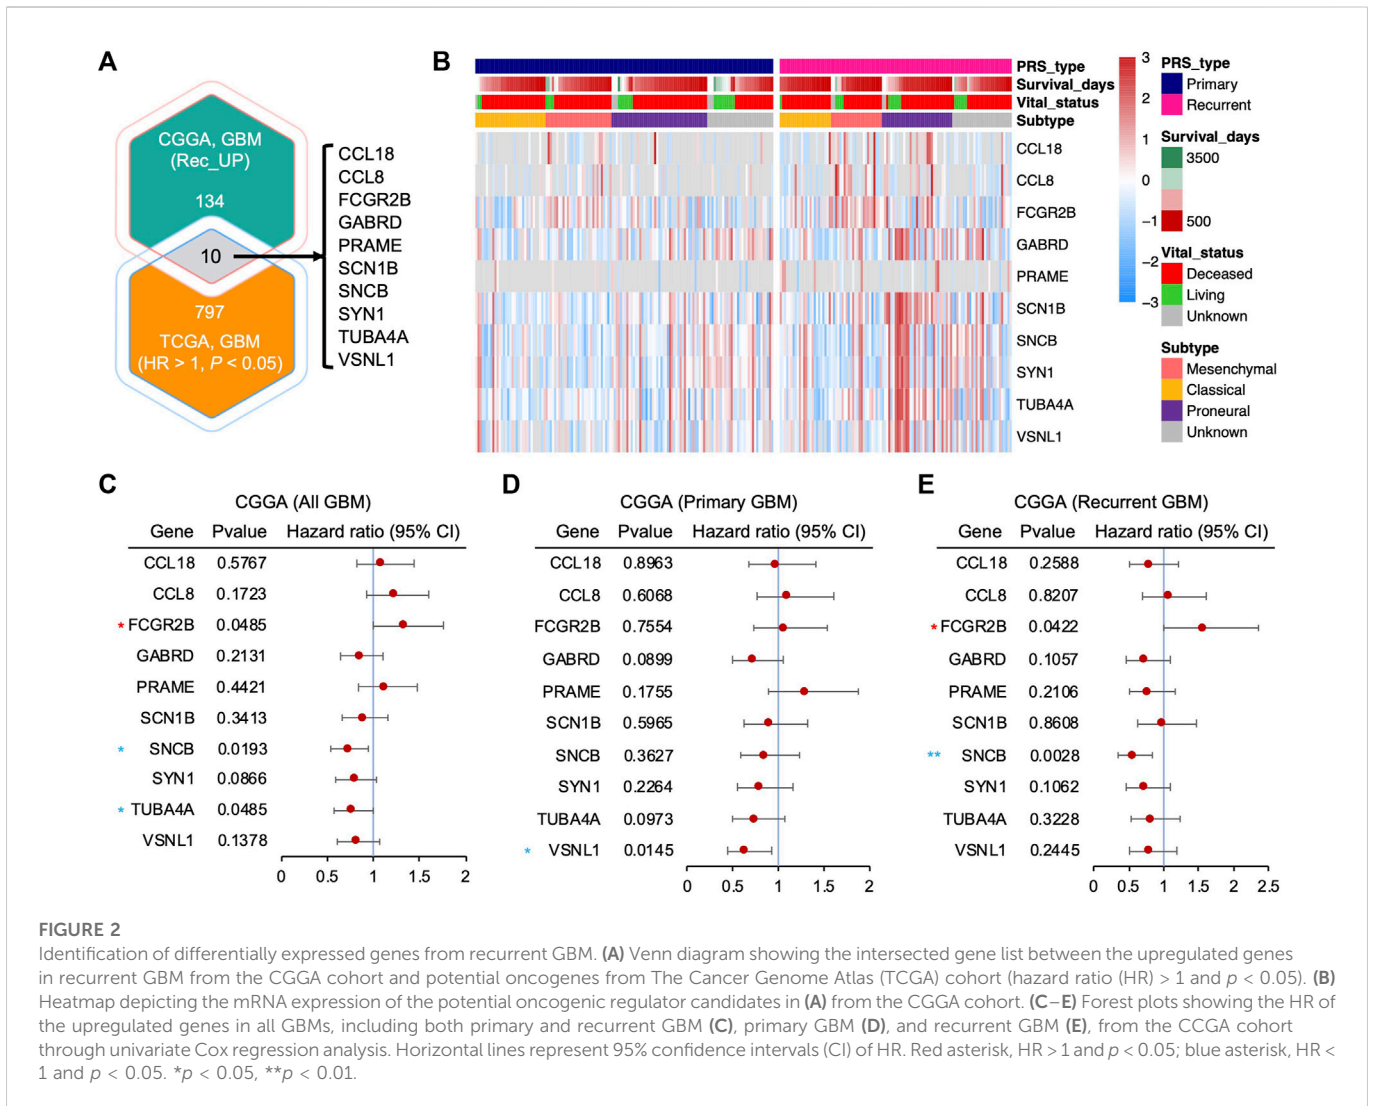 A
CGGA, GBM
(Rec_UP)
134
10
797
TCGA, GBM
(HR > 1, P < 0.05)
CCL18
CCL8
FCGR2B
GABRD
PRAME
SCN1B
SNCB
SYN1
TUBA4A
VSNL1
B
PRS_type
Survival_days
Vital_status
Subtype
CCL18
CCL8
FCGR2B
GABRD
PRAME
SCN1B
SNCB
SYN1
TUBA4A
VSNL1
3
2
1
0
−1
−2
−3
PRS_type
Primary
Recurrent
Survival_days
3500
500
Vital_status
Deceased
Living
Unknown
Subtype
Mesenchymal
Classical
Proneural
Unknown
C
CGGA (All GBM)
Gene Pvalue Hazard ratio (95% CI)
CCL18 0.5767
CCL8 0.1723
* FCGR2B 0.0485
GABRD 0.2131
PRAME 0.4421
SCN1B 0.3413
* SNCB 0.0193
SYN1 0.0866
* TUBA4A 0.0485
VSNL1 0.1378
0 0.5 1 1.5 2
D
CGGA (Primary GBM)
Gene Pvalue Hazard ratio (95% CI)
CCL18 0.8963
CCL8 0.6068
FCGR2B 0.7554
GABRD 0.0899
PRAME 0.1755
SCN1B 0.5965
SNCB 0.3627
SYN1 0.2264
TUBA4A 0.0973
* VSNL1 0.0145
0 0.5 1 1.5 2
E
CGGA (Recurrent GBM)
Gene Pvalue Hazard ratio (95% CI)
CCL18 0.2588
CCL8 0.8207
* FCGR2B 0.0422
GABRD 0.1057
PRAME 0.2106
SCN1B 0.8608
** SNCB 0.0028
SYN1 0.1062
TUBA4A 0.3228
VSNL1 0.2445
0 0.5 1 1.5 2 2.5
FIGURE 2
Identification of differentially expressed genes from recurrent GBM. (A) Venn diagram showing the intersected gene list between the upregulated genes
in recurrent GBM from the CGGA cohort and potential oncogenes from The Cancer Genome Atlas (TCGA) cohort (hazard ratio (HR) > 1 and p < 0.05). (B)
Heatmap depicting the mRNA expression of the potential oncogenic regulator candidates in (A) from the CGGA cohort. (C–E) Forest plots showing the HR of
the upregulated genes in all GBMs, including both primary and recurrent GBM (C), primary GBM (D), and recurrent GBM (E), from the CCGA cohort
through univariate Cox regression analysis. Horizontal lines represent 95% confidence intervals (CI) of HR. Red asterisk, HR > 1 and p < 0.05; blue asterisk, HR <
1 and p < 0.05. *p < 0.05, **p < 0.01.